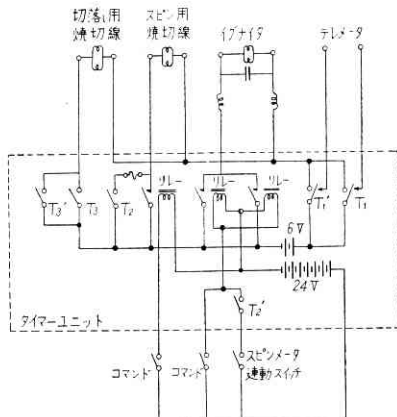 切落し用
焼切線
スピン用
焼切線
イグナイタ
テレメータ
リレー
リレー
リレー
T3'
T3
T2
T1'
T1
6V
24V
T2'
タイマーユニット
コマンド
コマンド
スピンメータ
連動スイッチ